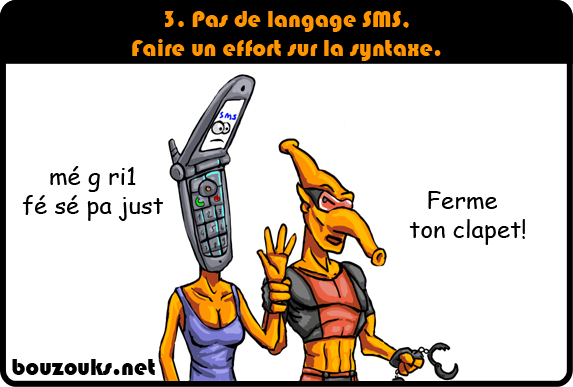 3. Pas de langage SMS.
Faire un effort sur la syntaxe.
SMS
mé g ri1
fé sé pa just
Ferme
ton clapet!
bouzouks.net